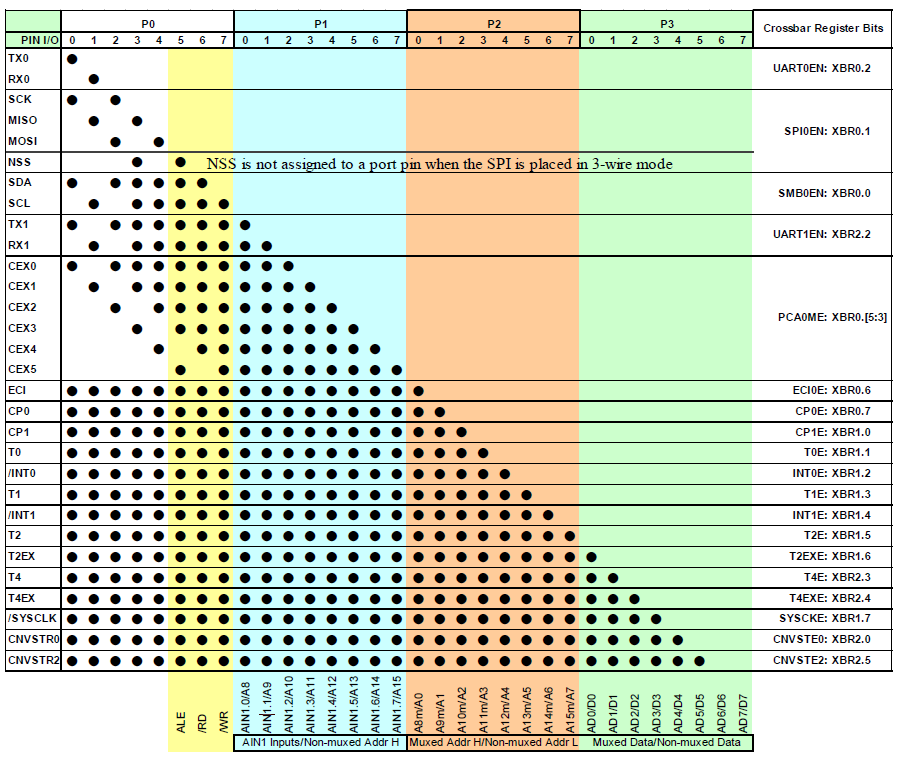 P0 P1 P2 P3 Crossbar Register Bits
PIN I/O 0 1 2 3 4 5 6 7 0 1 2 3 4 5 6 7 0 1 2 3 4 5 6 7 0 1 2 3 4 5 6 7
TX0
UART0EN: XBR0.2
RX0
SCK
MISO
SPI0EN: XBR0.1
MOSI
NSS NSS is not assigned to a port pin when the SPI is placed in 3-wire mode
SDA
SMB0EN: XBR0.0
SCL
TX1
UART1EN: XBR2.2
RX1
CEX0
CEX1
CEX2
PCA0ME: XBR0.[5:3]
CEX3
CEX4
CEX5
ECI ECI0E: XBR0.6
CP0 CP0E: XBR0.7
CP1 CP1E: XBR1.0
T0 T0E: XBR1.1
/INT0 INT0E: XBR1.2
T1 T1E: XBR1.3
/INT1 INT1E: XBR1.4
T2 T2E: XBR1.5
T2EX T2EXE: XBR1.6
T4 T4E: XBR2.3
T4EX T4EXE: XBR2.4
/SYSCLK SYSCKE: XBR1.7
CNVSTR0 CNVSTE0: XBR2.0
CNVSTR2 CNVSTE2: XBR2.5
ALE
/RD
/WR
AIN1.0/A8
AIN1.1/A9
AIN1.2/A10
AIN1.3/A11
AIN1.4/A12
AIN1.5/A13
AIN1.6/A14
AIN1.7/A15
A8m/A0
A9m/A1
A10m/A2
A11m/A3
A12m/A4
A13m/A5
A14m/A6
A15m/A7
AD0/D0
AD1/D1
AD2/D2
AD3/D3
AD4/D4
AD5/D5
AD6/D6
AD7/D7
AIN1 Inputs/Non-muxed Addr H Muxed Addr H/Non-muxed Addr L Muxed Data/Non-muxed Data